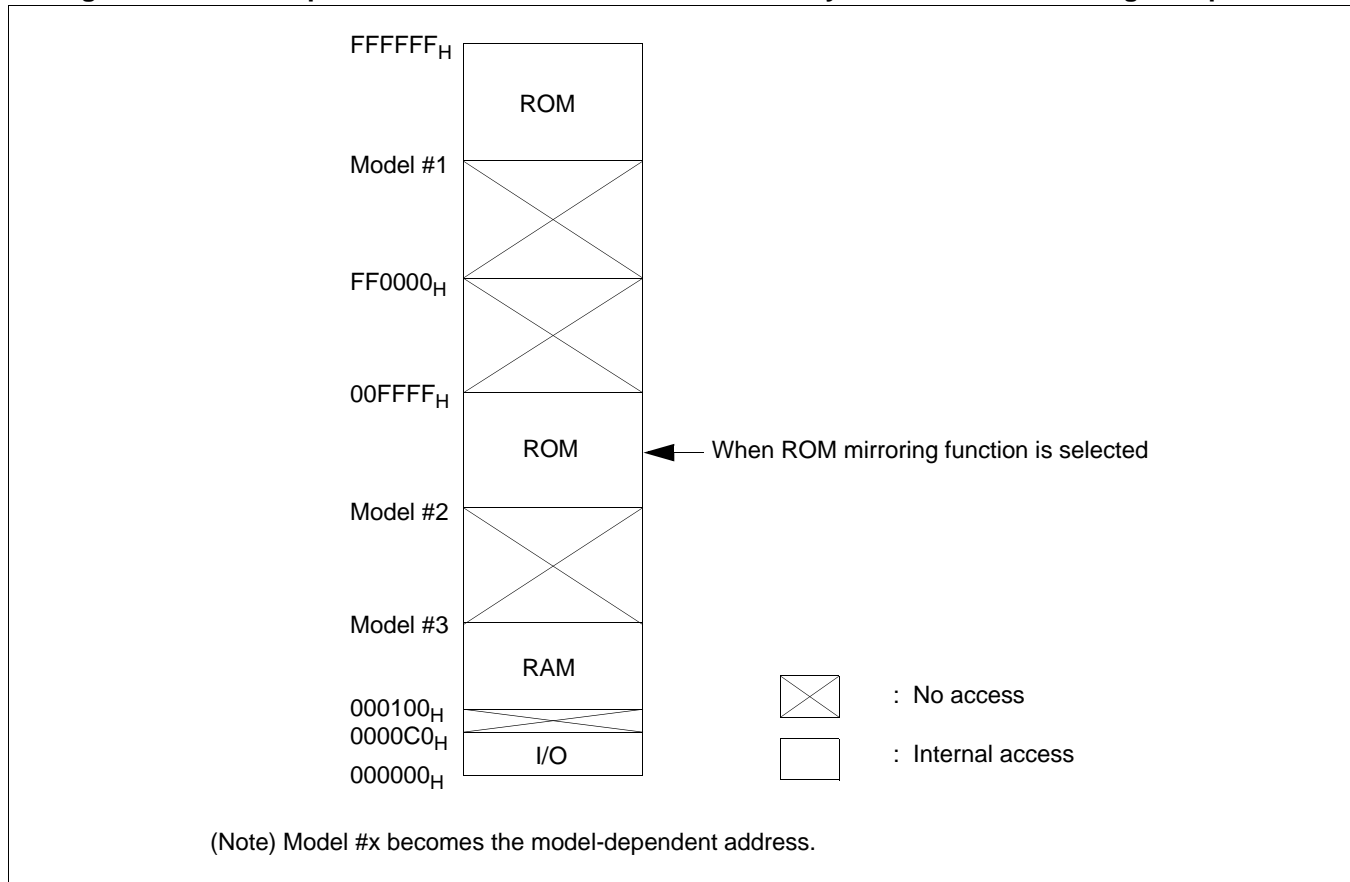 FFFFFFH
ROM
Model #1
FF0000H
00FFFFH
ROM
When ROM mirroring function is selected
Model #2
Model #3
RAM
000100H
0000C0H
I/O
000000H
: No access
: Internal access
(Note) Model #x becomes the model-dependent address.